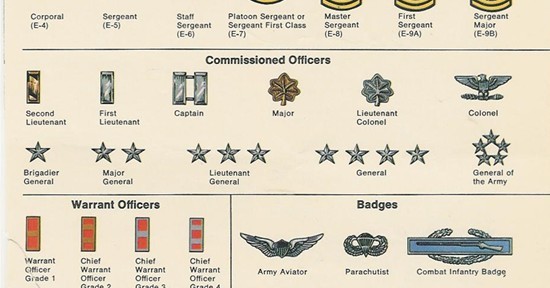 Corporal
(E-4)
Sergeant
(E-5)
Staff
Sergeant
(E-6)
Platoon Sergeant or
Sergeant First Class
(E-7)
Master
Sergeant
(E-8)
First
Sergeant
(E-9A)
Sergeant
Major
(E-9B)
Commissioned Officers
Second
Lieutenant
First
Lieutenant
Captain
Major
Lieutenant
Colonel
Colonel
Brigadier
General
Major
General
Lieutenant
General
General
General of
the Army
Warrant Officers
Warrant
Officer
Grade 1
Chief
Warrant
Officer
Grade 2
Chief
Warrant
Officer
Grade 3
Chief
Warrant
Officer
Grade 4
Badges
Army Aviator
Parachutist
Combat Infantry Badge